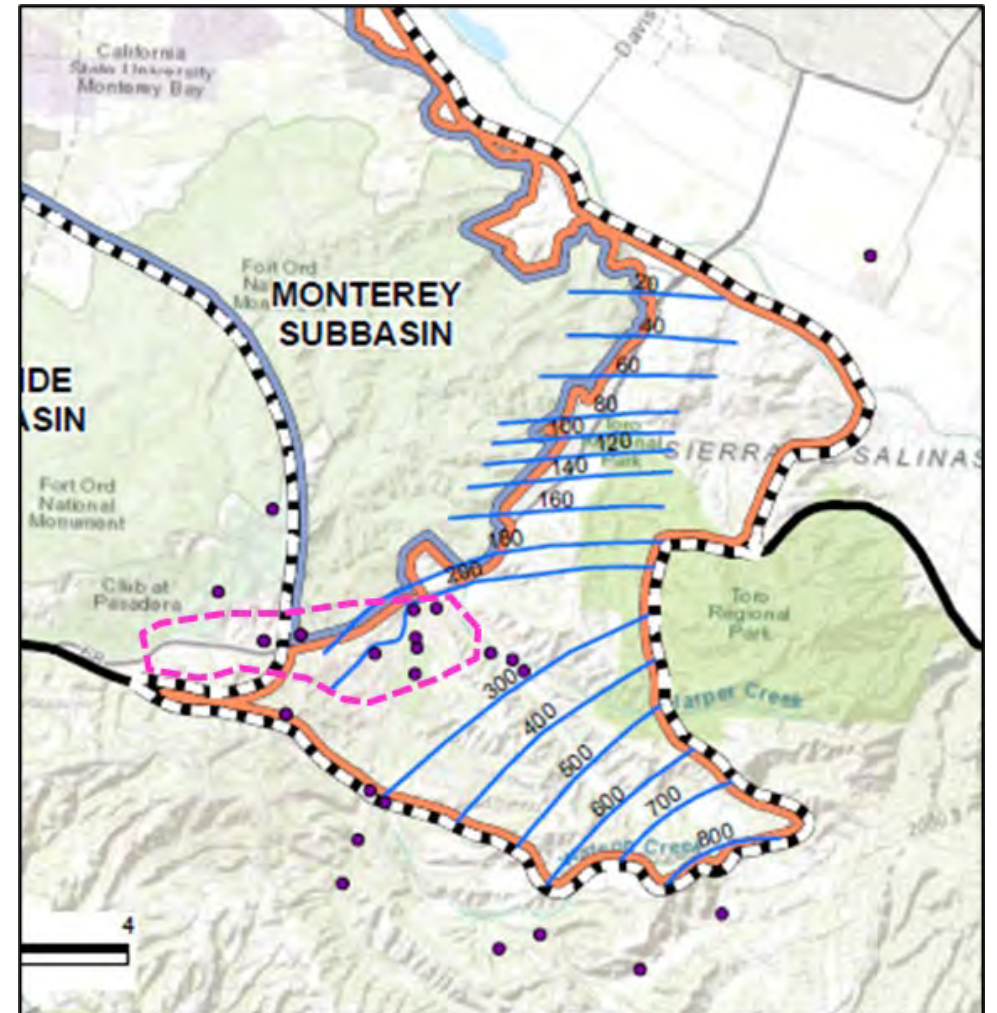 California
State University
Monterey Bay
Davis
Fort Ord
MONTEREY
SUBBASIN
IDE
ASIN
20
40
60
80
100
Toro
120
Park
SIERRA
SALINAS
140
160
Fort Ord
National
Monument
180
200
Club at
Pasadera
Toro
Regional
Park
300
400
Harper Creek
500
600
700
800
4